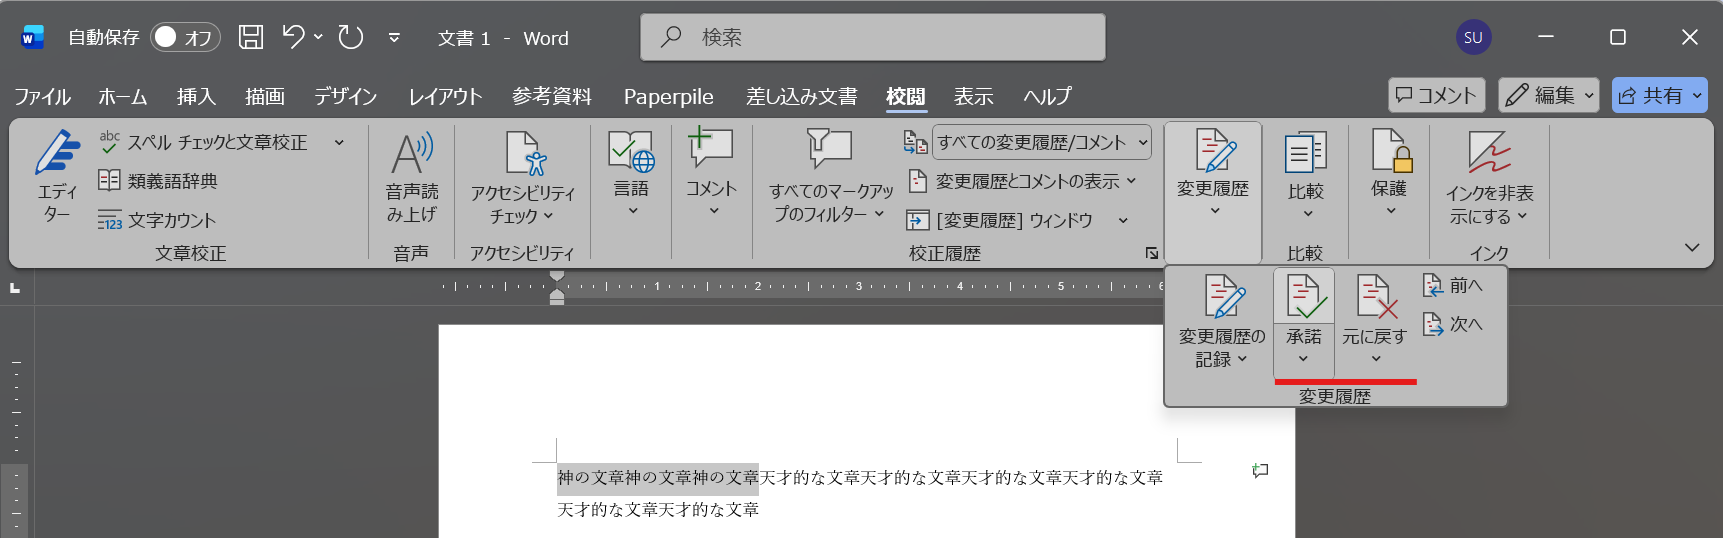 自動保存 オフ 文書 1 - Word 検索 SU
ファイル ホーム 挿入 描画 デザイン レイアウト 参考資料 Paperpile 差し込み文書 校閲 表示 ヘルプ コメント 編集 共有
エディ
ター
abc スペル チェックと文章校正
類義語辞典
123 文字カウント
文章校正
音声読
み上げ
音声
アクセシビリティ
チェック
アクセシビリティ
言語
コメント
すべてのマークアッ
プのフィルター
すべての変更履歴/コメント
変更履歴とコメントの表示
[変更履歴] ウィンドウ
校正履歴
変更履歴
比較
比較
保護
インクを非表
示にする
インク
1 2 3 4 5 6
変更履歴の
記録
承諾
元に戻す
前へ
次へ
変更履歴
神の文章神の文章神の文章天才的な文章天才的な文章天才的な文章天才的な文章
天才的な文章天才的な文章